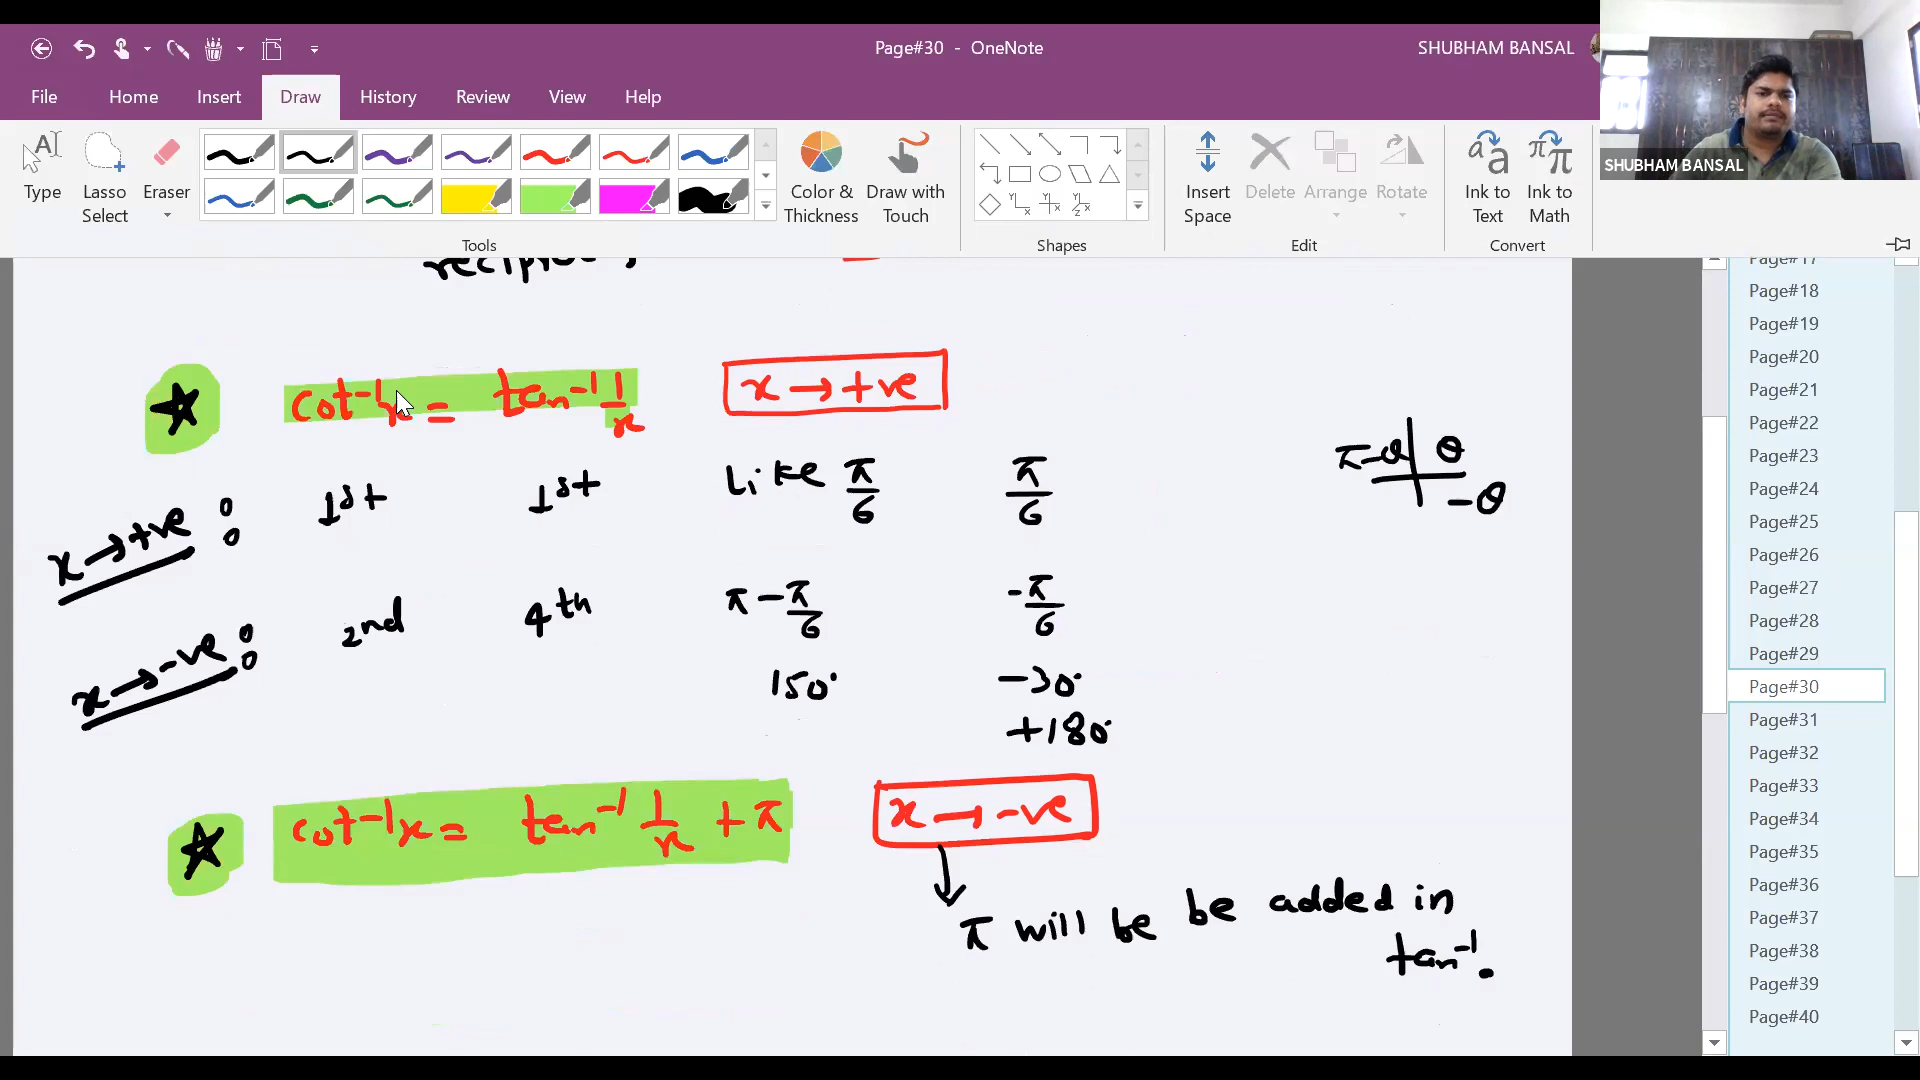 Page#30 - OneNote
SHUBHAM BANSAL
File Home Insert Draw History Review View Help
SHUBHAM BANSAL
Type
Lasso Select
Eraser
Color & Thickness
Draw with Touch
Insert Space
Delete
Arrange
Rotate
Ink to Text
Ink to Math
Tools
Shapes
Edit
Convert
cot⁻¹x = tan⁻¹ 1/x
x → +ve
π-θ θ
-θ
x → +ve : 1st 1st Like π/6 π/6
x → -ve : 2nd 4th π - π/6 -π/6
150° -30°
+180°
cot⁻¹x = tan⁻¹ 1/x + π
x → -ve
π will be be added in
tan⁻¹.
Page#17
Page#18
Page#19
Page#20
Page#21
Page#22
Page#23
Page#24
Page#25
Page#26
Page#27
Page#28
Page#29
Page#30
Page#31
Page#32
Page#33
Page#34
Page#35
Page#36
Page#37
Page#38
Page#39
Page#40